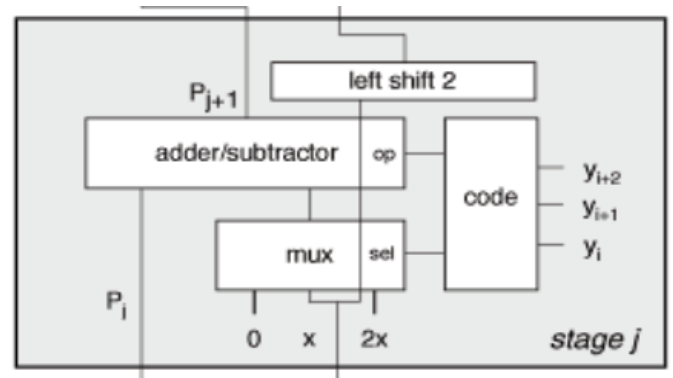 left shift 2
Pj+1
adder/subtractor op
code
yi+2
yi+1
yi
mux sel
Pi
0 x 2x
stage j